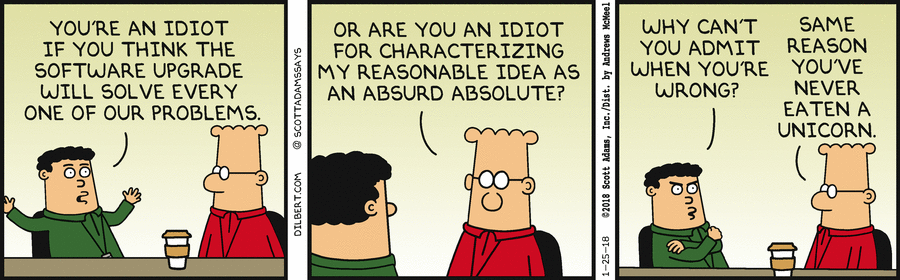 YOU'RE AN IDIOT
IF YOU THINK THE
SOFTWARE UPGRADE
WILL SOLVE EVERY
ONE OF OUR PROBLEMS.
DILBERT.COM @ SCOTTADAMSSAYS
OR ARE YOU AN IDIOT
FOR CHARACTERIZING
MY REASONABLE IDEA AS
AN ABSURD ABSOLUTE?
1-25-18 ©2018 Scott Adams, Inc./Dist. by Andrews McMeel
WHY CAN'T
YOU ADMIT
WHEN YOU'RE
WRONG?
SAME
REASON
YOU'VE
NEVER
EATEN A
UNICORN.